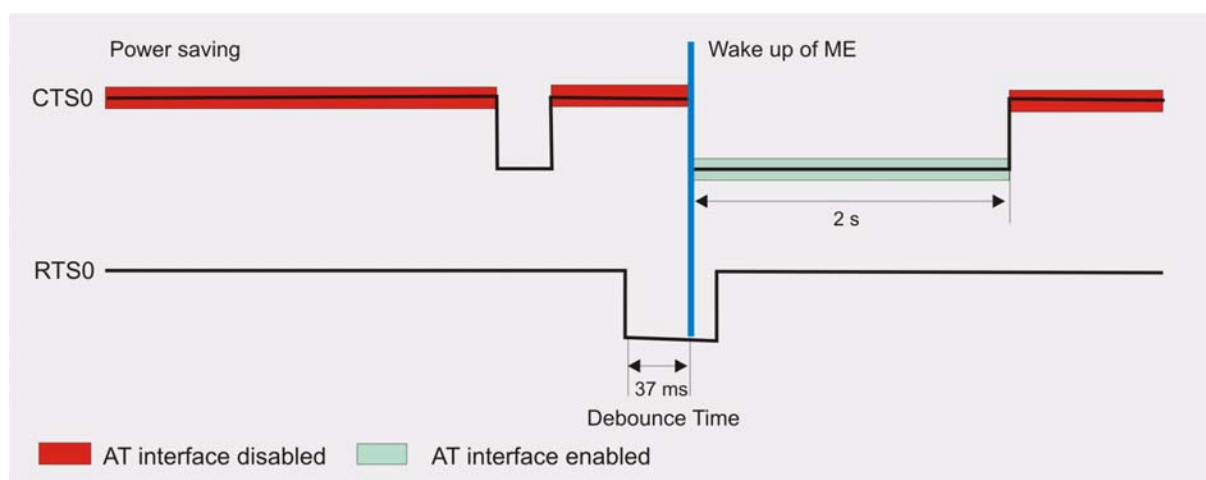 Power saving
Wake up of ME
CTS0
2 s
RTS0
37 ms
Debounce Time
AT interface disabled
AT interface enabled